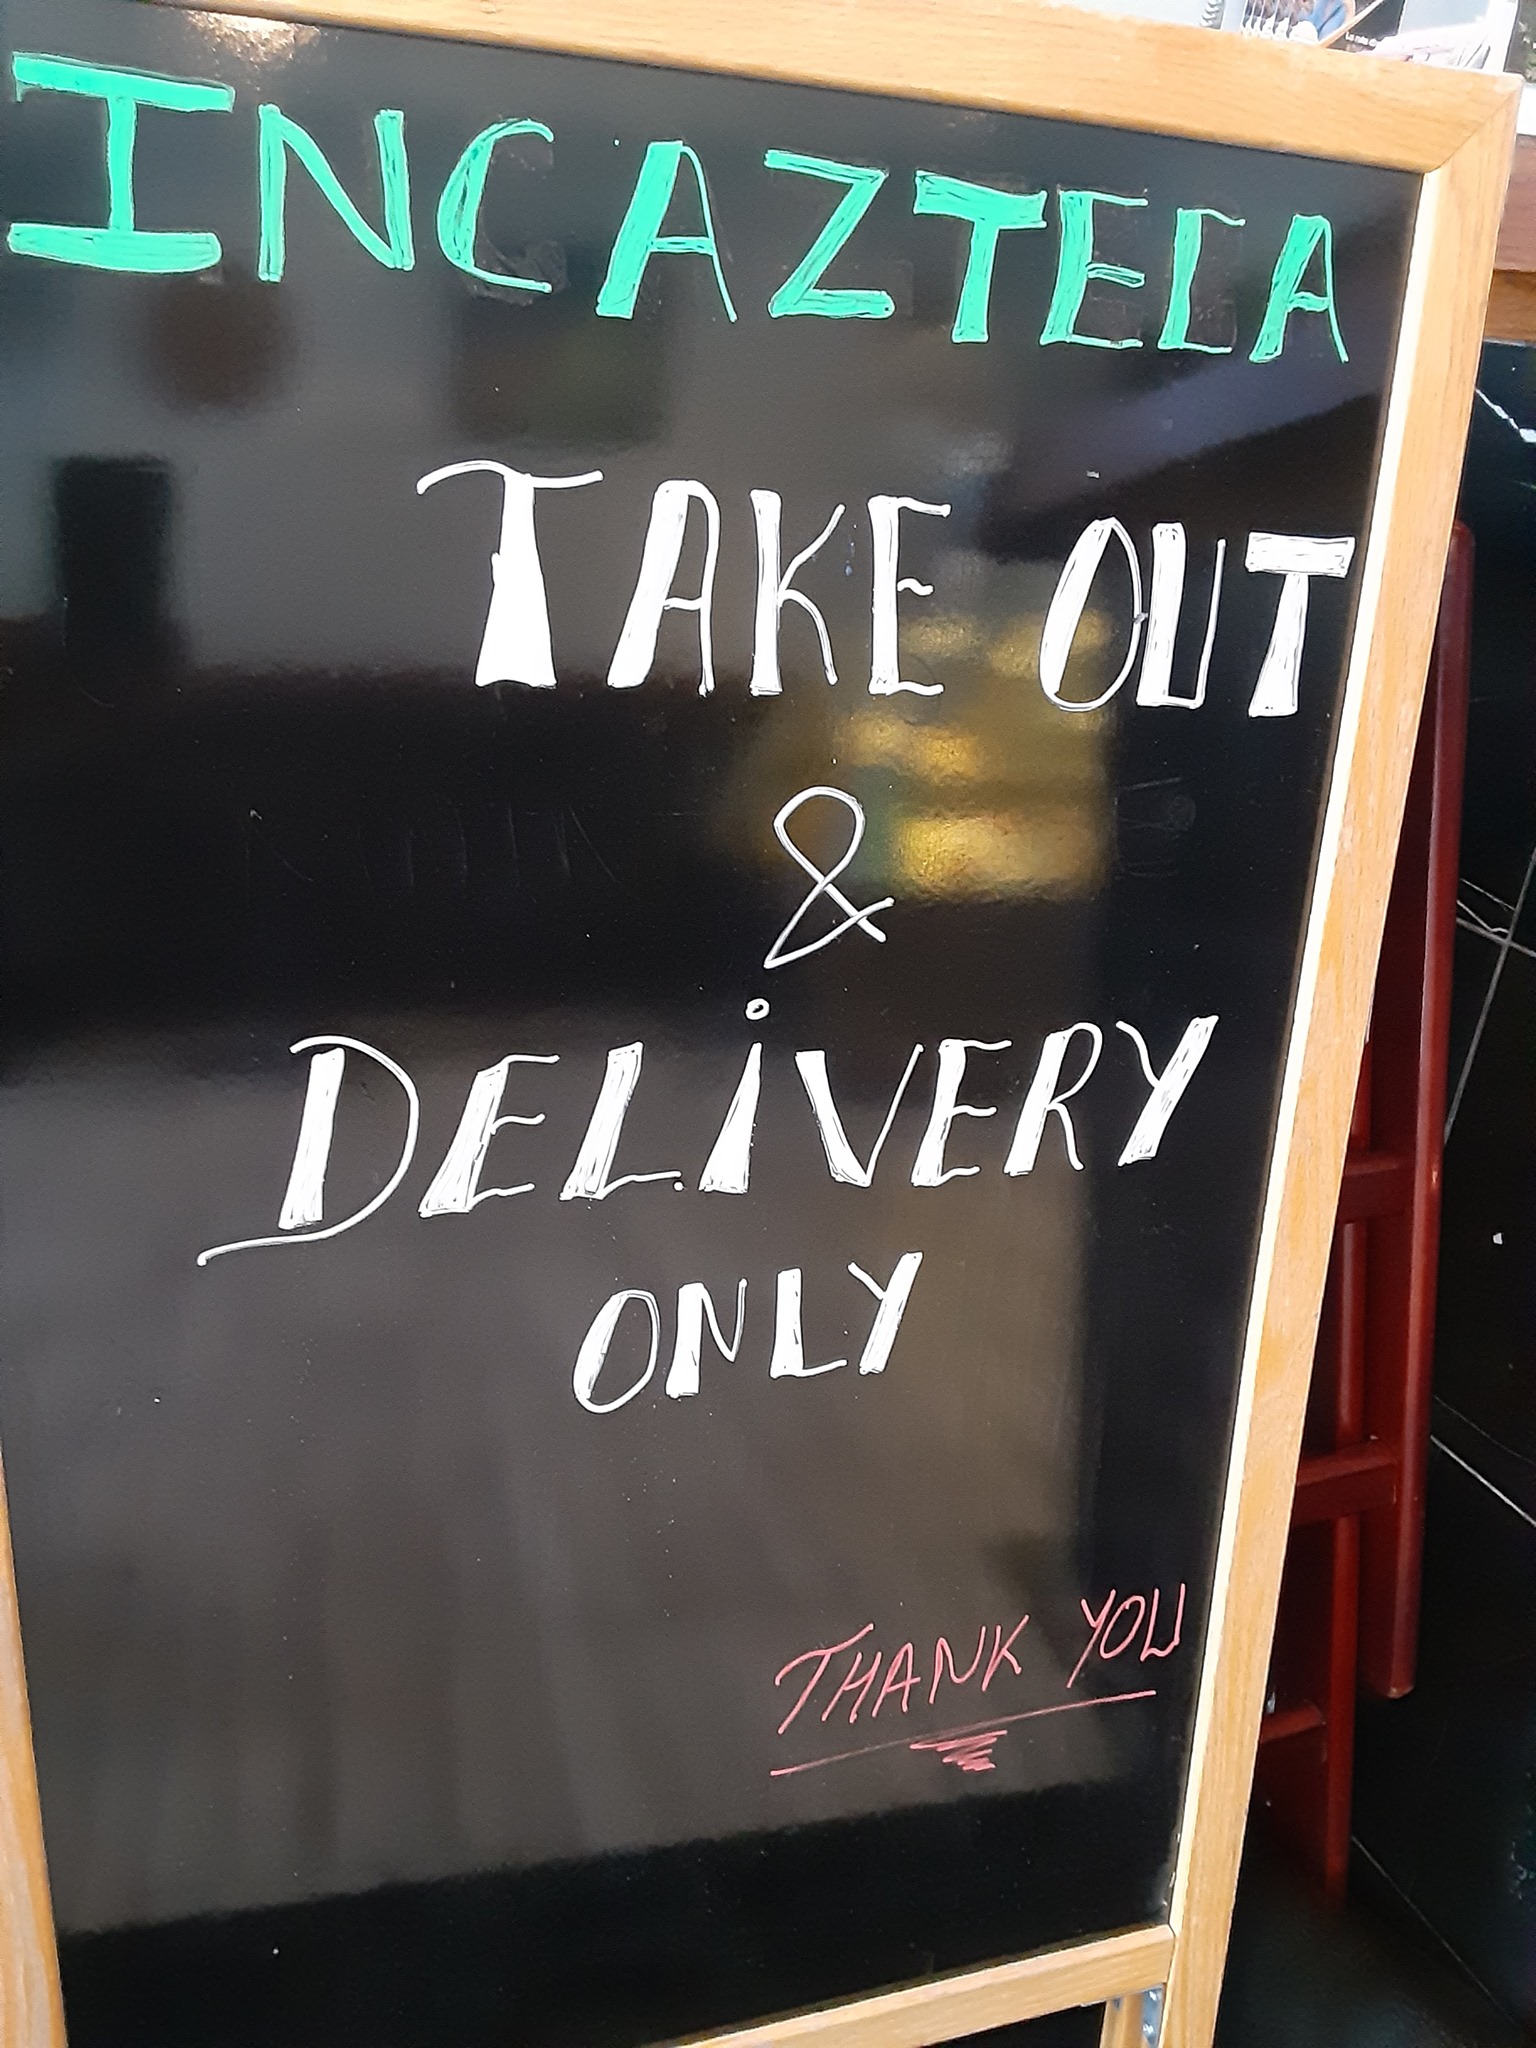 INCAZTECA
TAKE OUT
&
DELiVERY
ONLY
THANK YOU